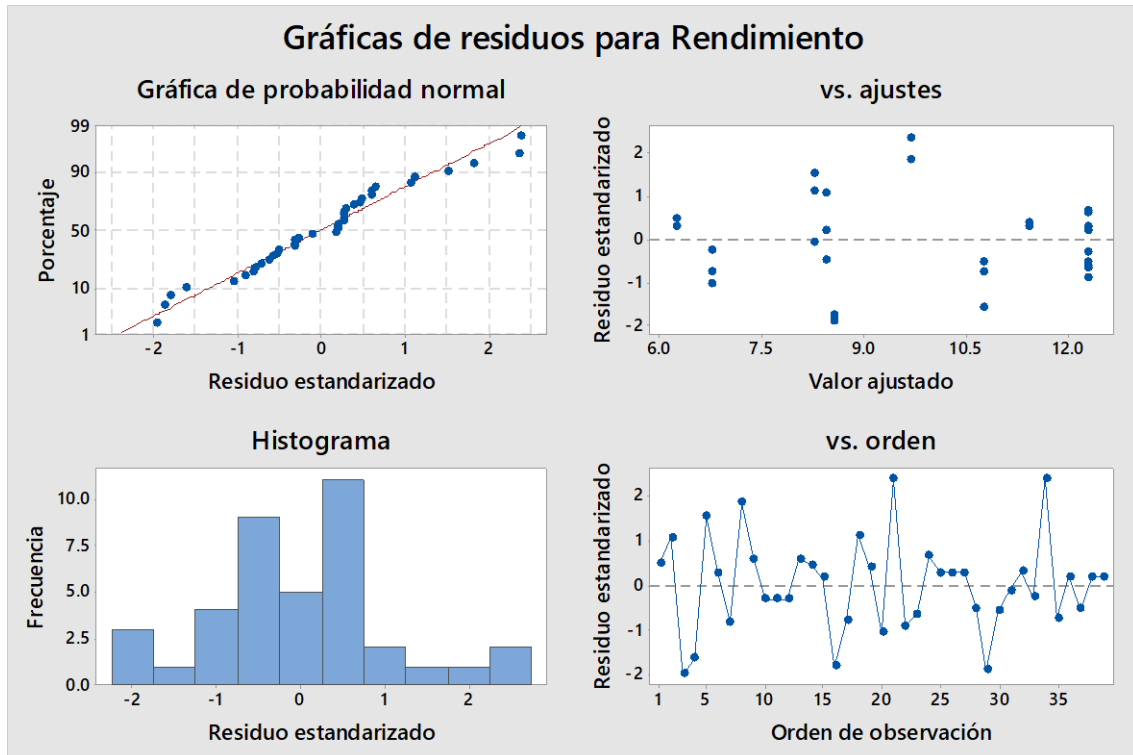 Gráficas de residuos para Rendimiento
Gráfica de probabilidad normal
99
90
50
10
1
Porcentaje
-2 -1 0 1 2
Residuo estandarizado
vs. ajustes
2
1
0
-1
-2
Residuo estandarizado
6.0 7.5 9.0 10.5 12.0
Valor ajustado
Histograma
10.0
7.5
5.0
2.5
0.0
Frecuencia
-2 -1 0 1 2
Residuo estandarizado
vs. orden
2
1
0
-1
-2
Residuo estandarizado
1 5 10 15 20 25 30 35
Orden de observación